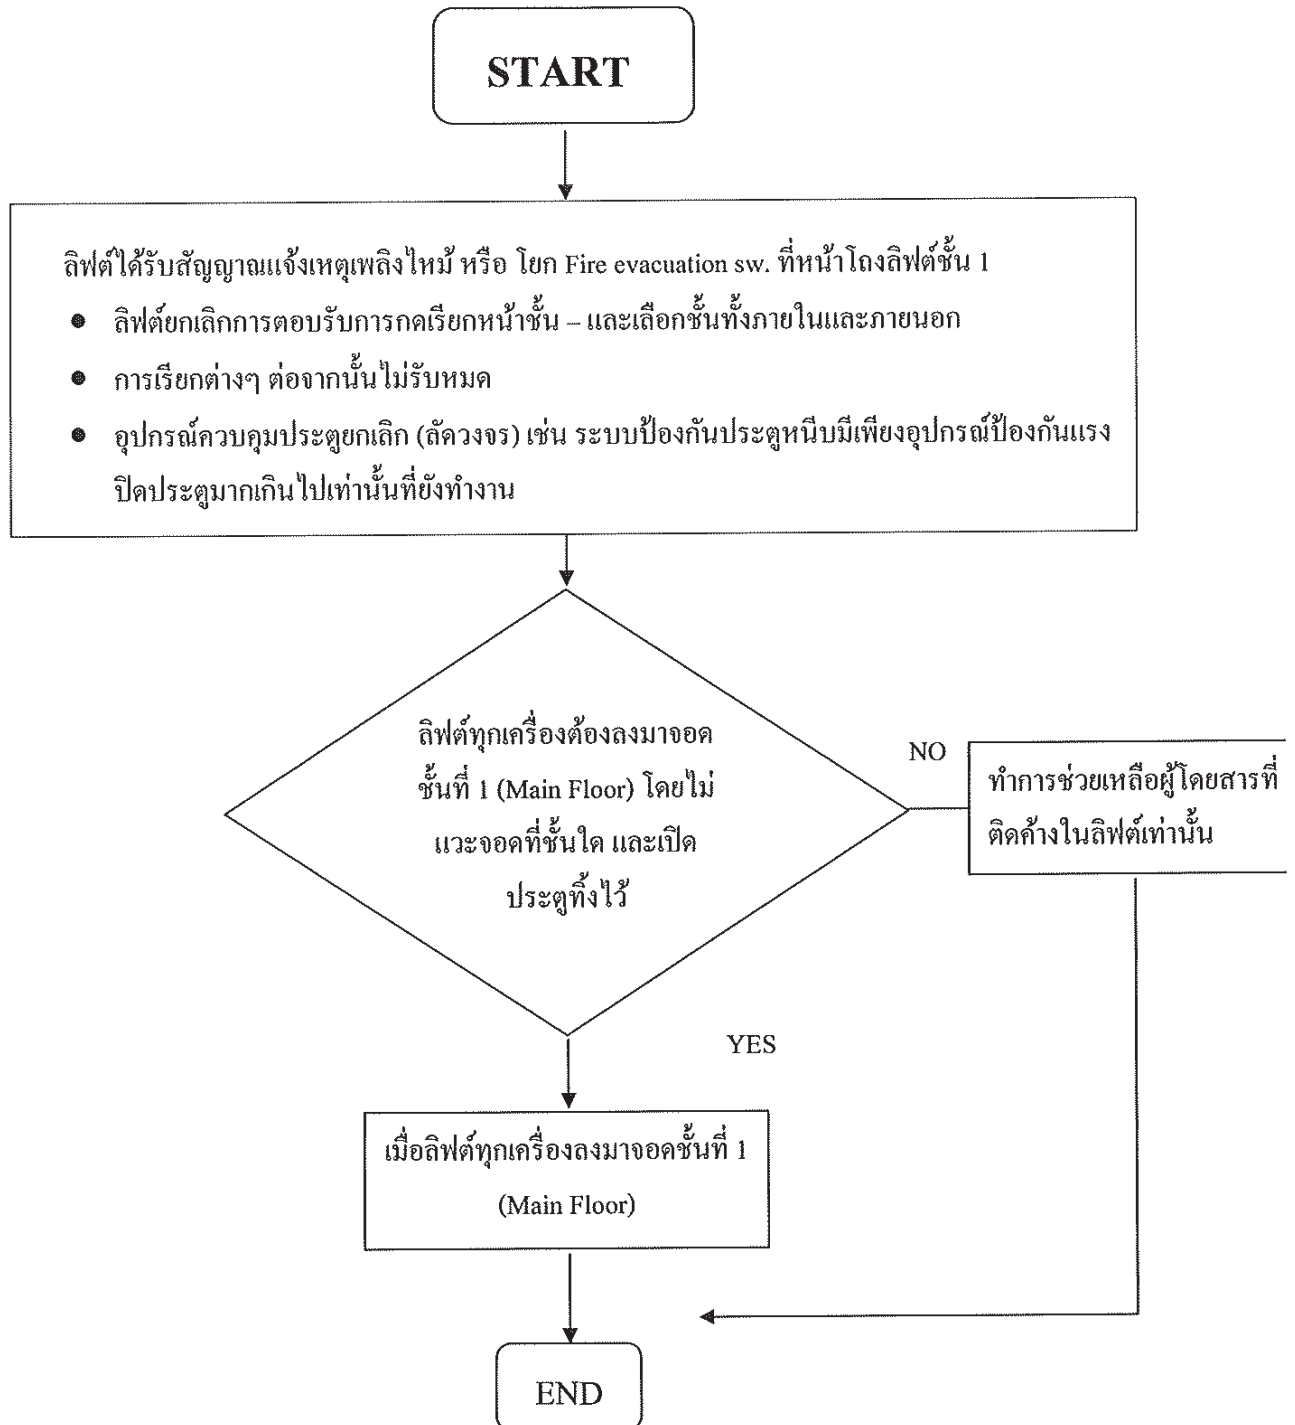 START
ลิฟต์ได้รับสัญญาณแจ้งเหตุเพลิงไหม้ หรือ โยก Fire evacuation sw. ที่หน้าโถงลิฟต์ชั้น 1
● ลิฟต์ยกเลิกการตอบรับการกดเรียกหน้าชั้น – และเลือกชั้นทั้งภายในและภายนอก
● การเรียกต่างๆ ต่อจากนั้นไม่รับหมด
● อุปกรณ์ควบคุมประตูยกเลิก (ลัดวงจร) เช่น ระบบป้องกันประตูหนีบมีเพียงอุปกรณ์ป้องกันแรง
ปิดประตูมากเกินไปเท่านั้นที่ยังทำงาน
ลิฟต์ทุกเครื่องต้องลงมาจอด
ชั้นที่ 1 (Main Floor) โดยไม่
แวะจอดที่ชั้นใด และเปิด
ประตูทิ้งไว้
NO
ทำการช่วยเหลือผู้โดยสารที่
ติดค้างในลิฟต์เท่านั้น
YES
เมื่อลิฟต์ทุกเครื่องลงมาจอดชั้นที่ 1
(Main Floor)
END